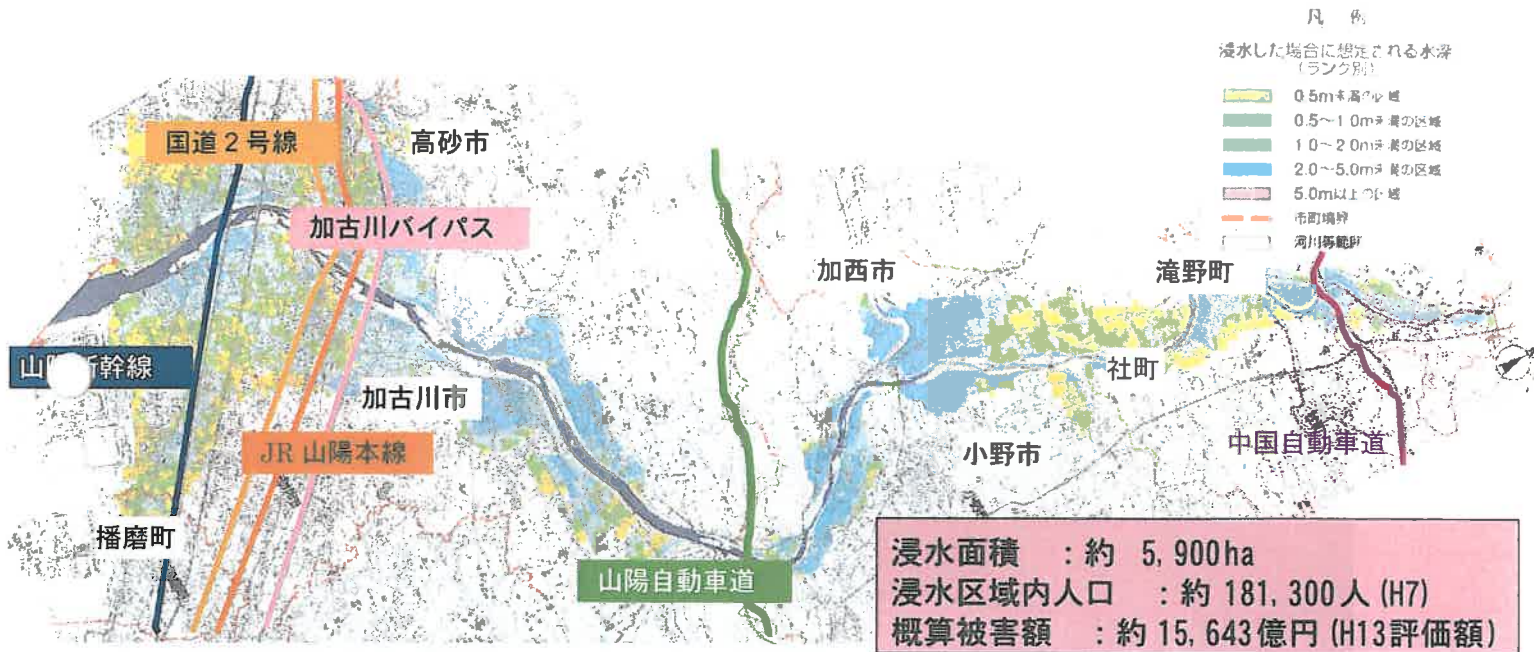 凡 例
浸水した場合に想定される水深
(ランク別)
0.5m未満の区域
0.5～1.0m未満の区域
1.0～2.0m未満の区域
2.0～5.0m未満の区域
5.0m以上の区域
市町境界
国道2号線
高砂市
加古川バイパス
加西市
滝野町
新幹線
加古川市
社町
JR 山陽本線
小野市
中国自動車道
播磨町
山陽自動車道
浸水面積 :約 5,900ha
浸水区域内人口 :約 181,300人 (H7)
概算被害額 :約 15,643億円 (H13評価額)